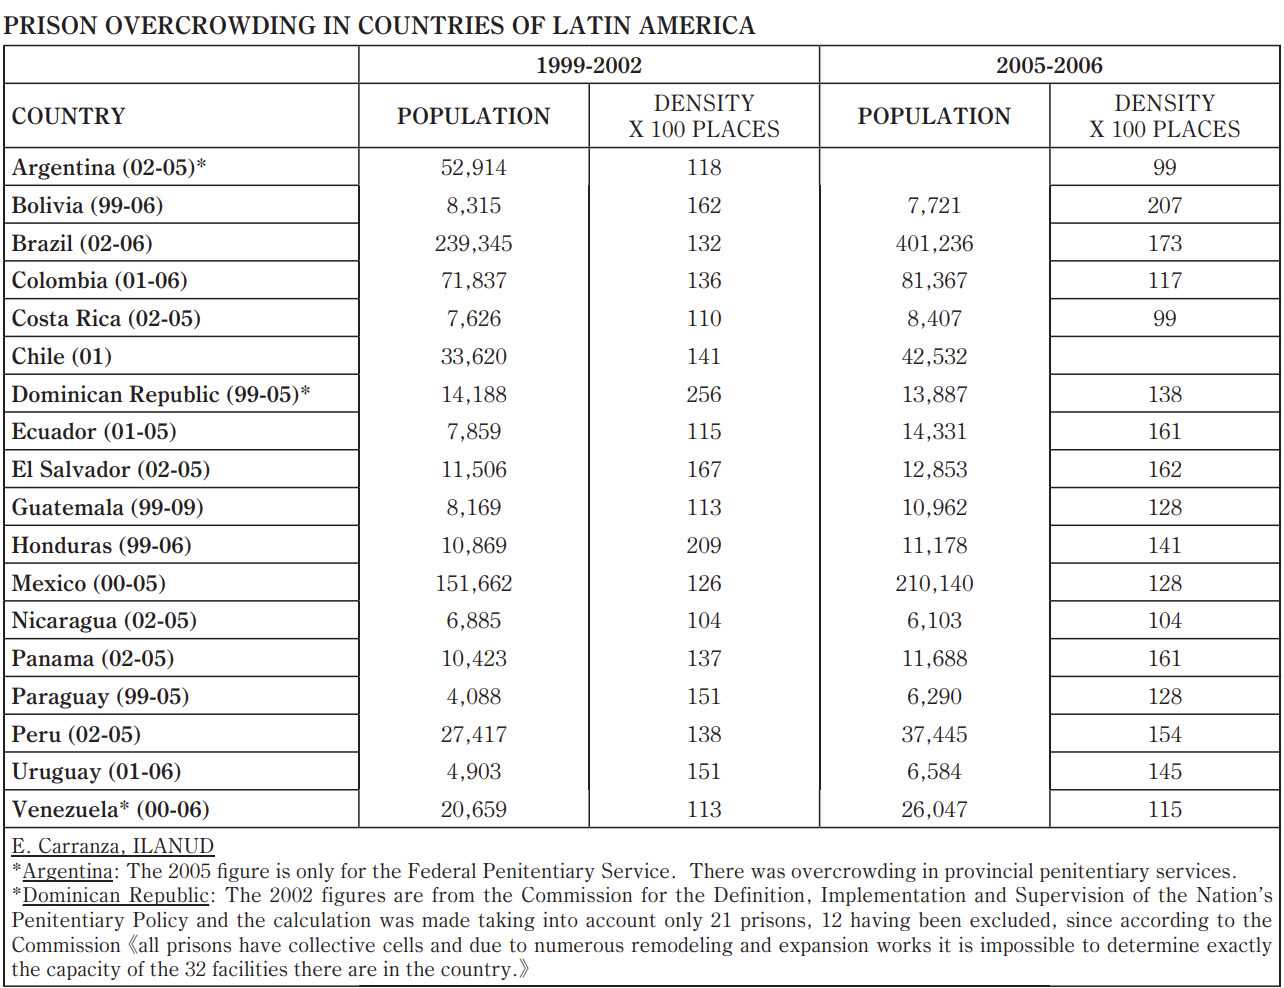 PRISON OVERCROWDING IN COUNTRIES OF LATIN AMERICA
1999-2002 2005-2006
COUNTRY POPULATION DENSITY X 100 PLACES POPULATION DENSITY X 100 PLACES
Argentina (02-05)* 52,914 118 99
Bolivia (99-06) 8,315 162 7,721 207
Brazil (02-06) 239,345 132 401,236 173
Colombia (01-06) 71,837 136 81,367 117
Costa Rica (02-05) 7,626 110 8,407 99
Chile (01) 33,620 141 42,532
Dominican Republic (99-05)* 14,188 256 13,887 138
Ecuador (01-05) 7,859 115 14,331 161
El Salvador (02-05) 11,506 167 12,853 162
Guatemala (99-09) 8,169 113 10,962 128
Honduras (99-06) 10,869 209 11,178 141
Mexico (00-05) 151,662 126 210,140 128
Nicaragua (02-05) 6,885 104 6,103 104
Panama (02-05) 10,423 137 11,688 161
Paraguay (99-05) 4,088 151 6,290 128
Peru (02-05) 27,417 138 37,445 154
Uruguay (01-06) 4,903 151 6,584 145
Venezuela* (00-06) 20,659 113 26,047 115
E. Carranza, ILANUD
*Argentina: The 2005 figure is only for the Federal Penitentiary Service. There was overcrowding in provincial penitentiary services.
*Dominican Republic: The 2002 figures are from the Commission for the Definition, Implementation and Supervision of the Nation's
Penitentiary Policy and the calculation was made taking into account only 21 prisons, 12 having been excluded, since according to the
Commission《all prisons have collective cells and due to numerous remodeling and expansion works it is impossible to determine exactly
the capacity of the 32 facilities there are in the country.》